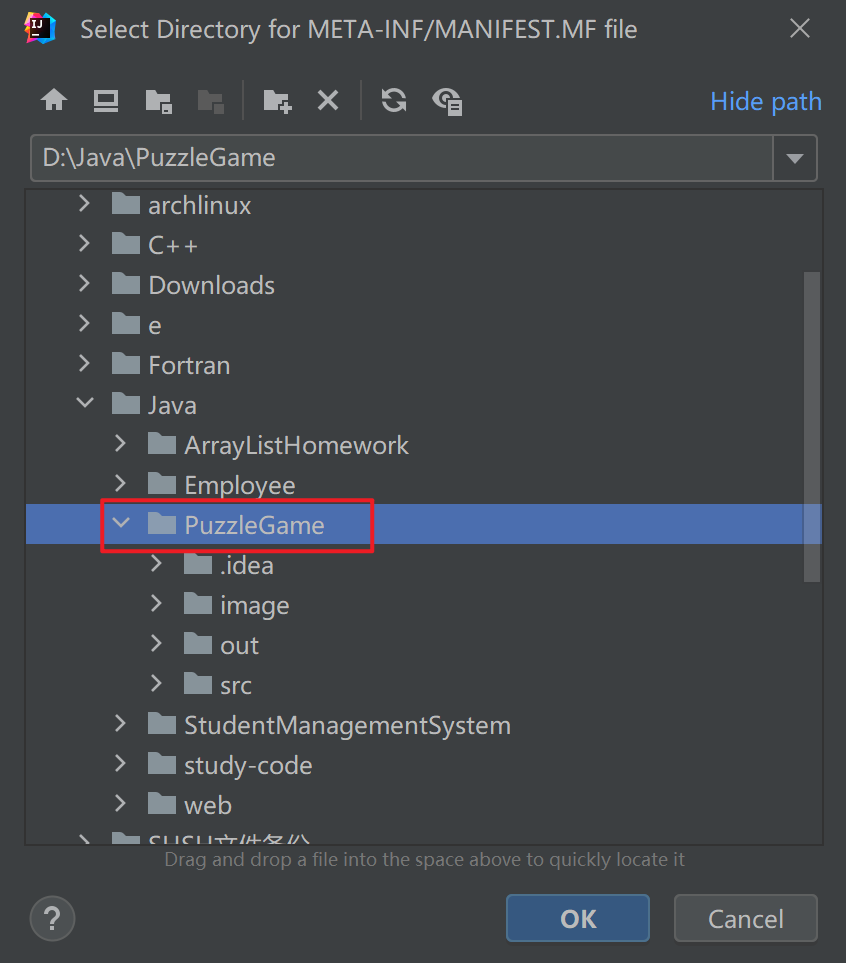 Select Directory for META-INF/MANIFEST.MF file
Hide path
D:\Java\PuzzleGame
archlinux
C++
Downloads
e
Fortran
Java
ArrayListHomework
Employee
PuzzleGame
.idea
image
out
src
StudentManagementSystem
study-code
web
Drag and drop a file into the space above to quickly locate it
?
OK
Cancel